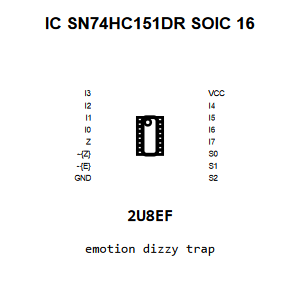 IC SN74HC151DR SOIC 16
I3 VCC
I2 I4
I1 I5
I0 I6
Z I7
~{Z} S0
~{E} S1
GND S2
2U8EF
emotion dizzy trap